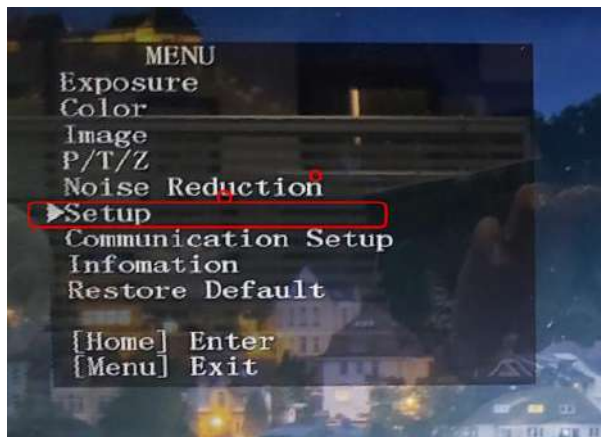 MENU
Exposure
Color
Image
P/T/Z
Noise Reduction
▶Setup
Communication Setup
Infomation
Restore Default
[Home] Enter
[Menu] Exit